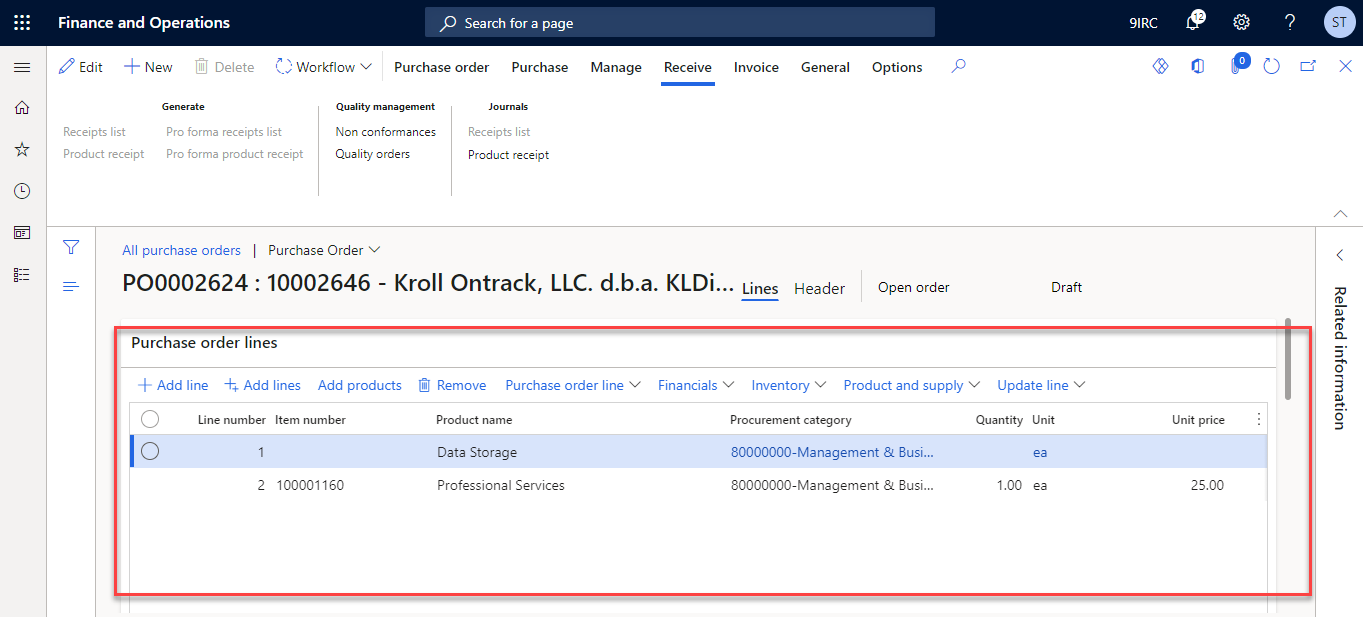 Finance and Operations
Search for a page
9IRC
12
ST
Edit
New
Delete
Workflow
Purchase order
Purchase
Manage
Receive
Invoice
General
Options
0
Generate
Receipts list
Pro forma receipts list
Product receipt
Pro forma product receipt
Quality management
Non conformances
Quality orders
Journals
Receipts list
Product receipt
All purchase orders | Purchase Order
PO0002624 : 10002646 - Kroll Ontrack, LLC. d.b.a. KLDi...
Lines
Header
Open order
Draft
Related information
Purchase order lines
Add line
Add lines
Add products
Remove
Purchase order line
Financials
Inventory
Product and supply
Update line
Line number Item number Product name Procurement category Quantity Unit Unit price
1 Data Storage 80000000-Management & Busi... ea
2 100001160 Professional Services 80000000-Management & Busi... 1.00 ea 25.00